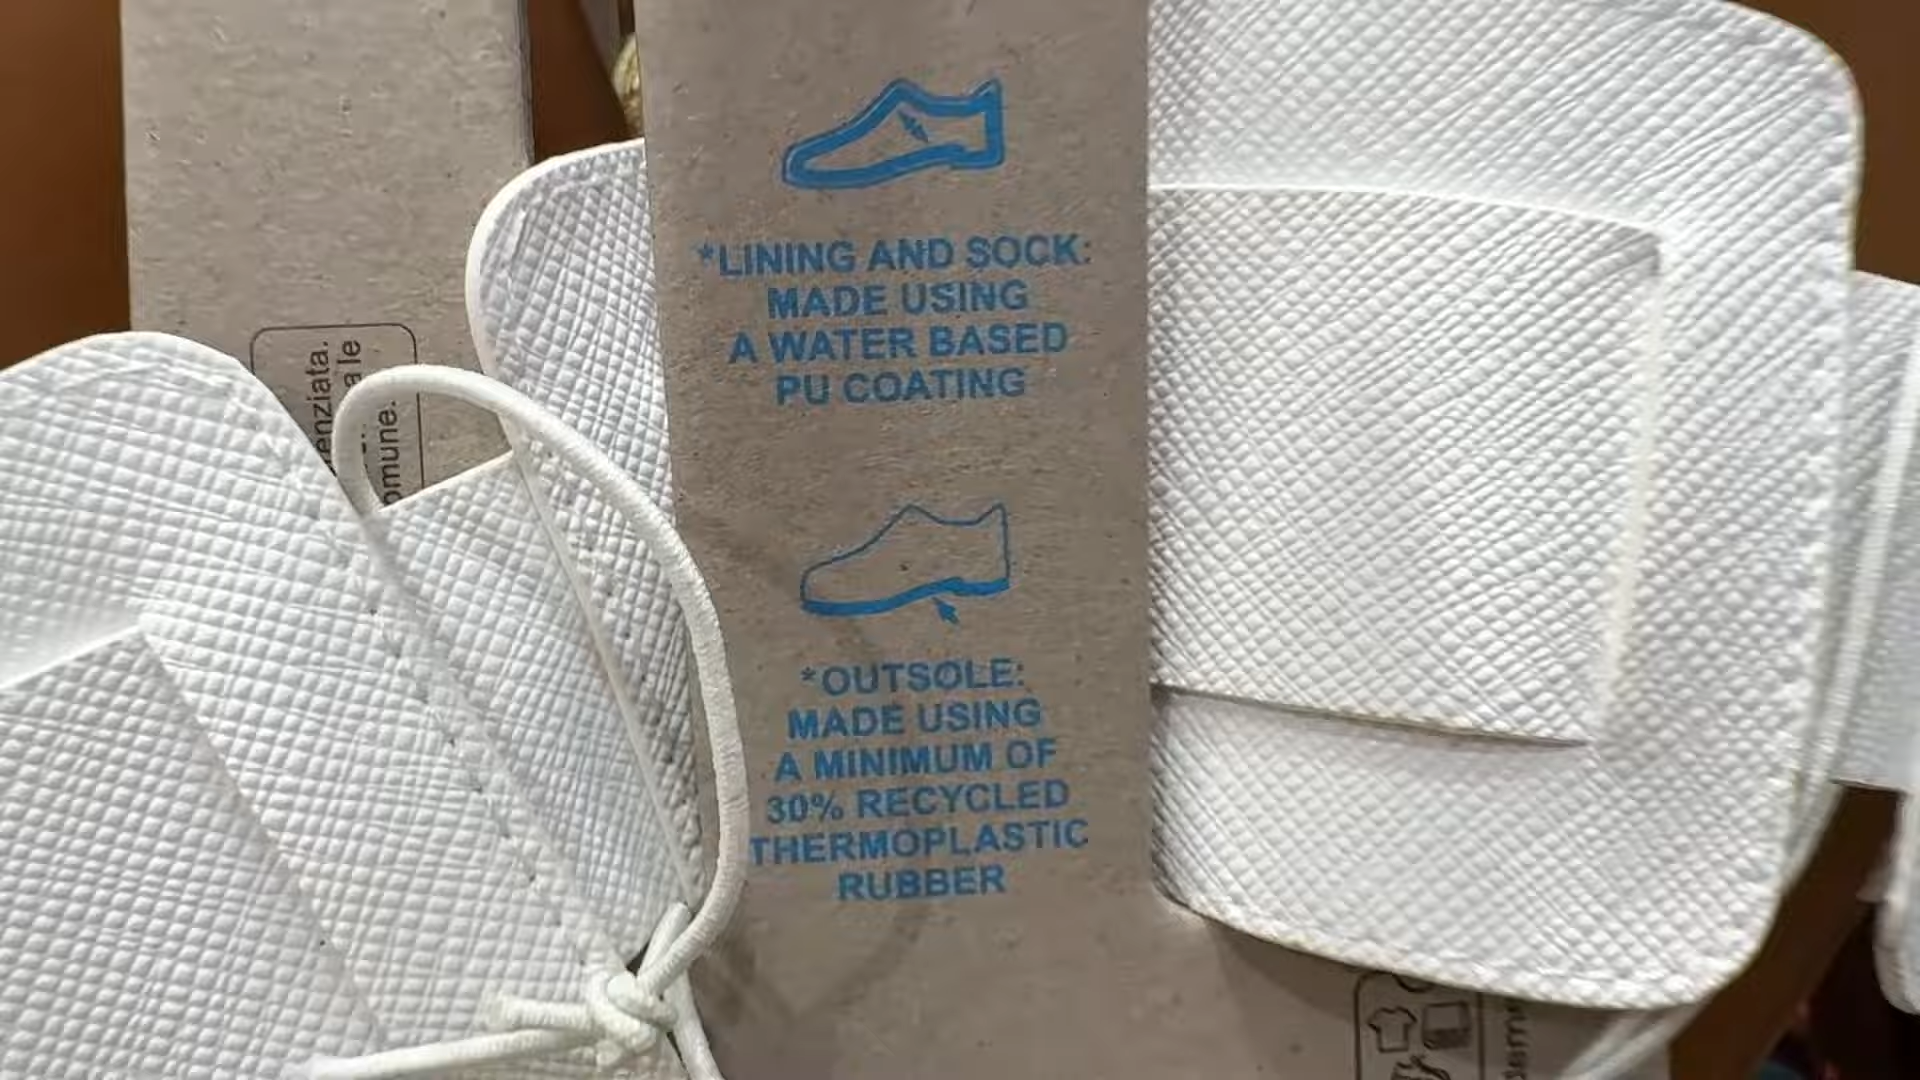 *LINING AND SOCK:
MADE USING
A WATER BASED
PU COATING
*OUTSOLE:
MADE USING
A MINIMUM OF
30% RECYCLED
THERMOPLASTIC
RUBBER
enziata.
a le
omune.